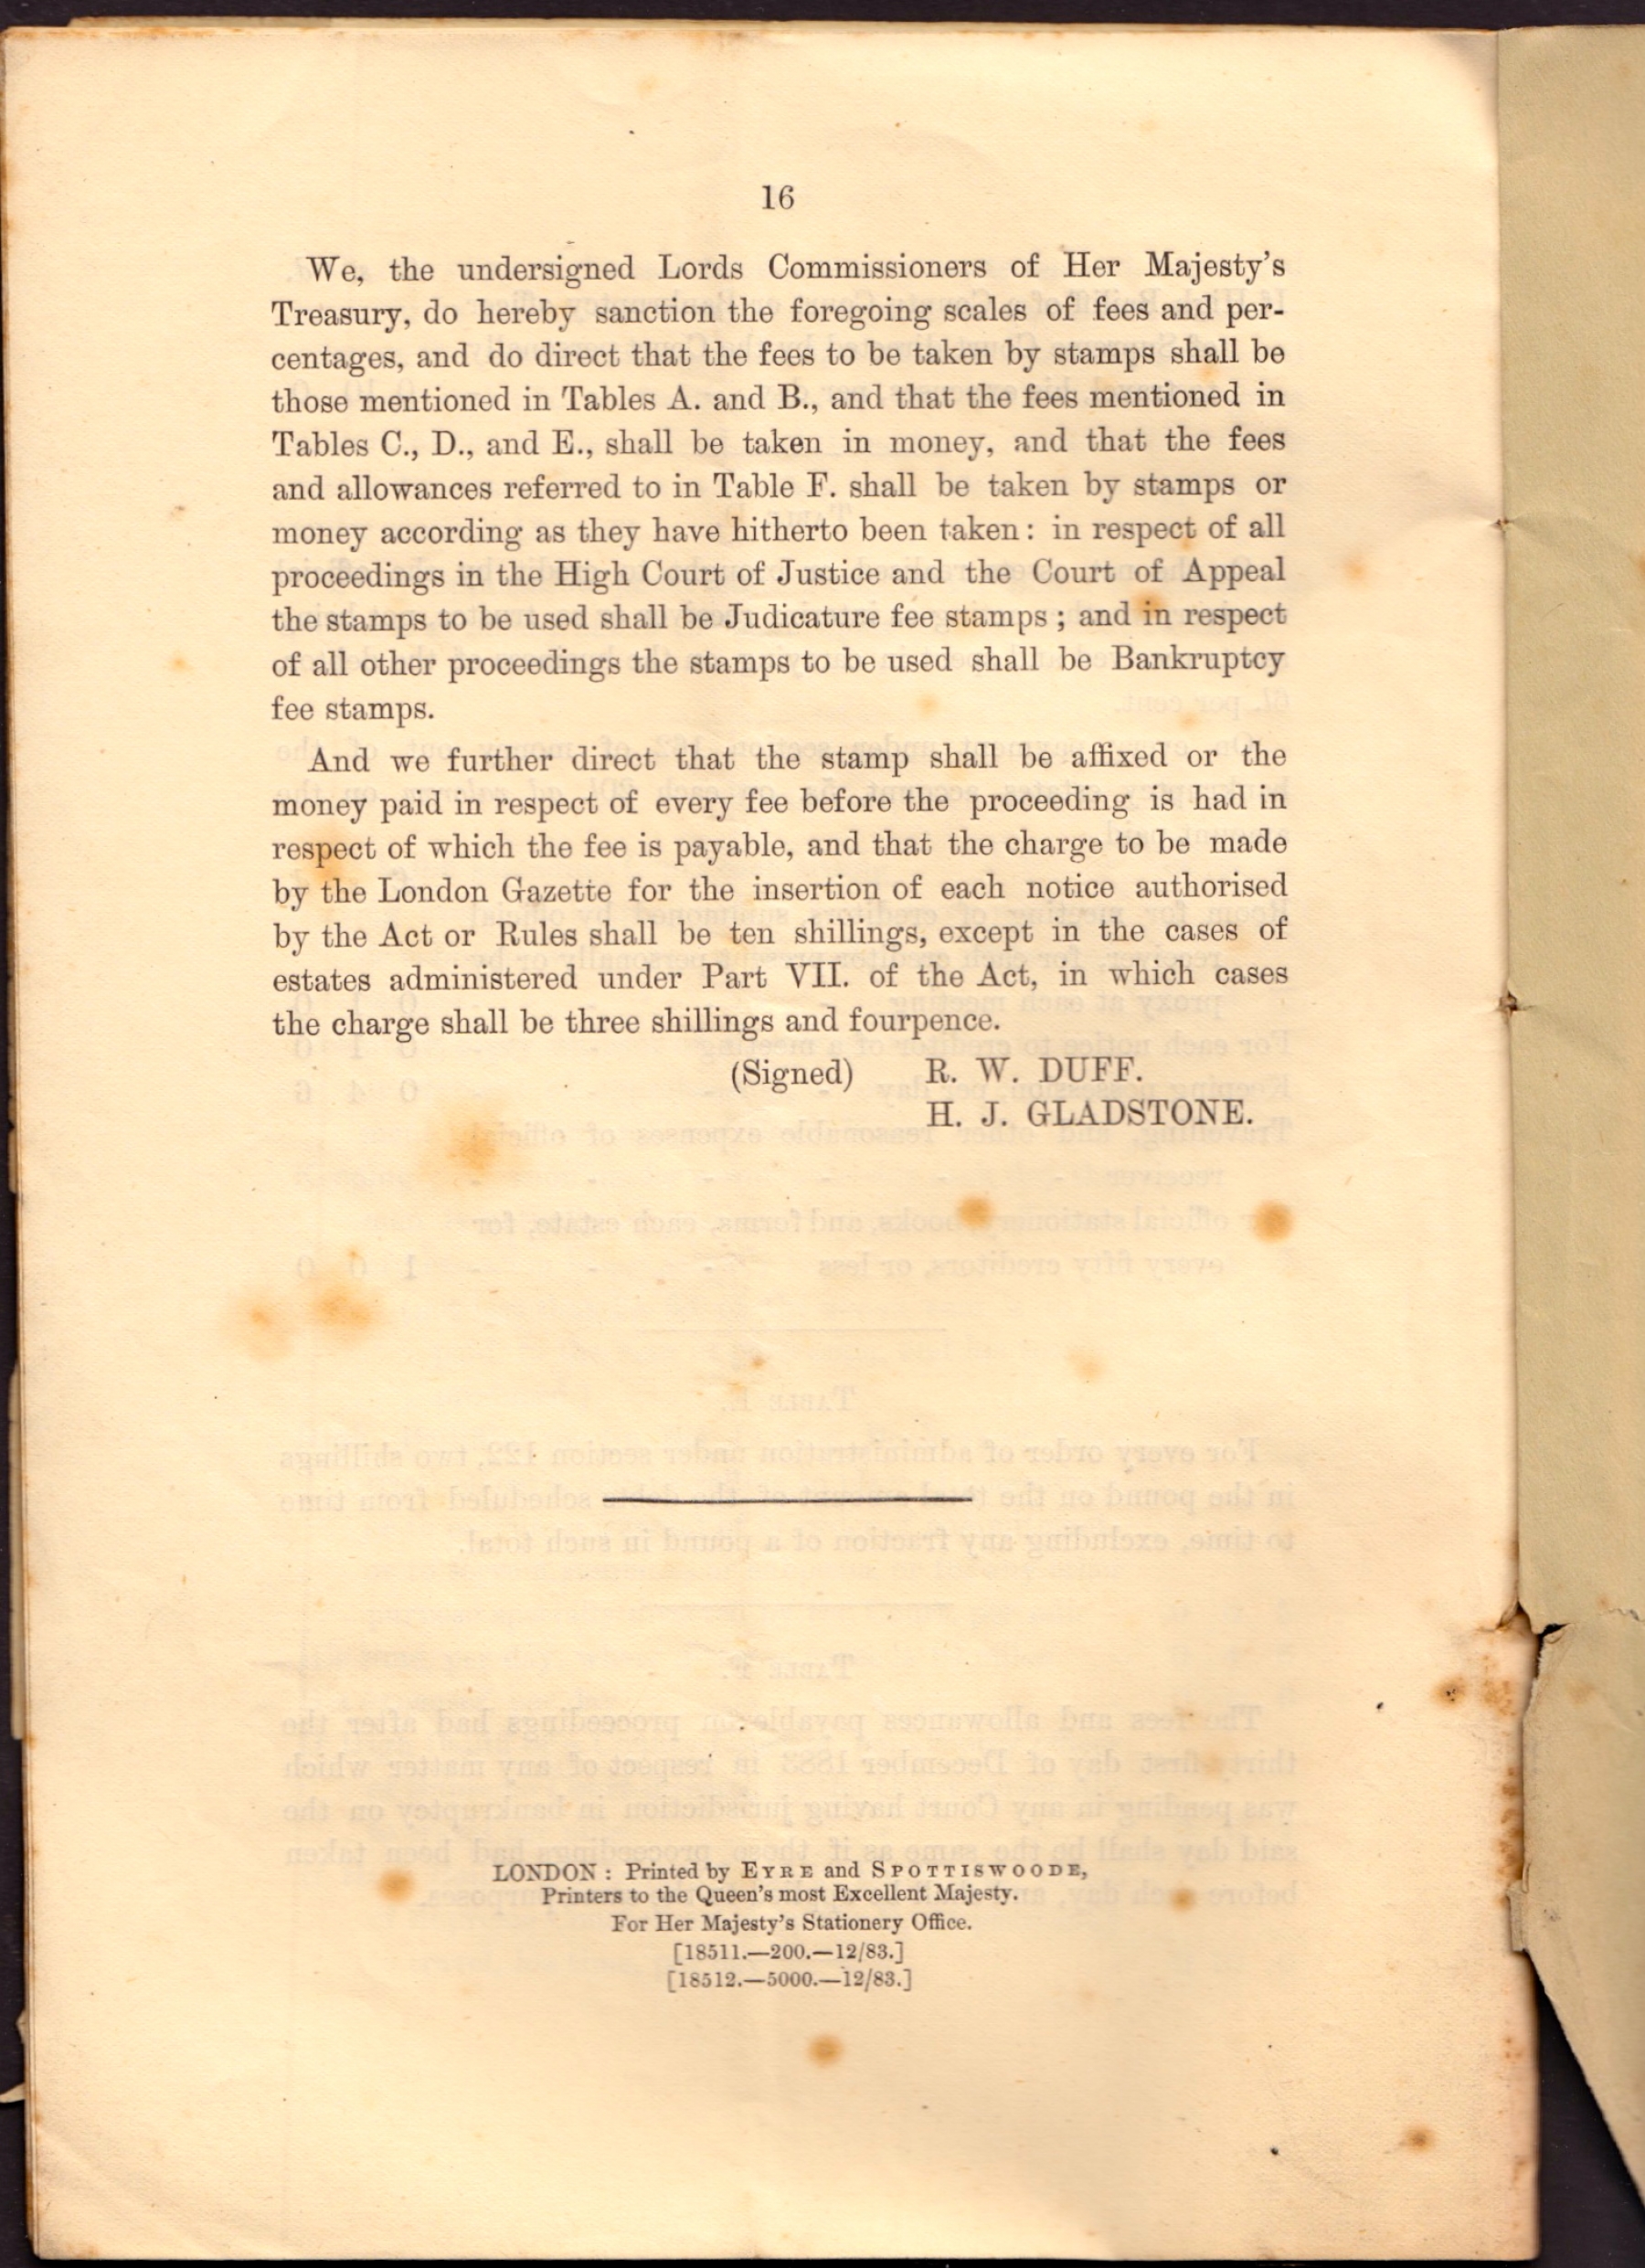 16
We, the undersigned Lords Commissioners of Her Majesty's
Treasury, do hereby sanction the foregoing scales of fees and per-
centages, and do direct that the fees to be taken by stamps shall be
those mentioned in Tables A. and B., and that the fees mentioned in
Tables C., D., and E., shall be taken in money, and that the fees
and allowances referred to in Table F. shall be taken by stamps or
money according as they have hitherto been taken: in respect of all
proceedings in the High Court of Justice and the Court of Appeal
the stamps to be used shall be Judicature fee stamps; and in respect
of all other proceedings the stamps to be used shall be Bankruptcy
fee stamps.
And we further direct that the stamp shall be affixed or the
money paid in respect of every fee before the proceeding is had in
respect of which the fee is payable, and that the charge to be made
by the London Gazette for the insertion of each notice authorised
by the Act or Rules shall be ten shillings, except in the cases of
estates administered under Part VII. of the Act, in which cases
the charge shall be three shillings and fourpence.
(Signed) R. W. DUFF.
H. J. GLADSTONE.
LONDON: Printed by EYRE and SPOTTISWOODE,
Printers to the Queen's most Excellent Majesty.
For Her Majesty's Stationery Office.
[18511.—200.—12/83.]
[18512.—5000.—12/83.]